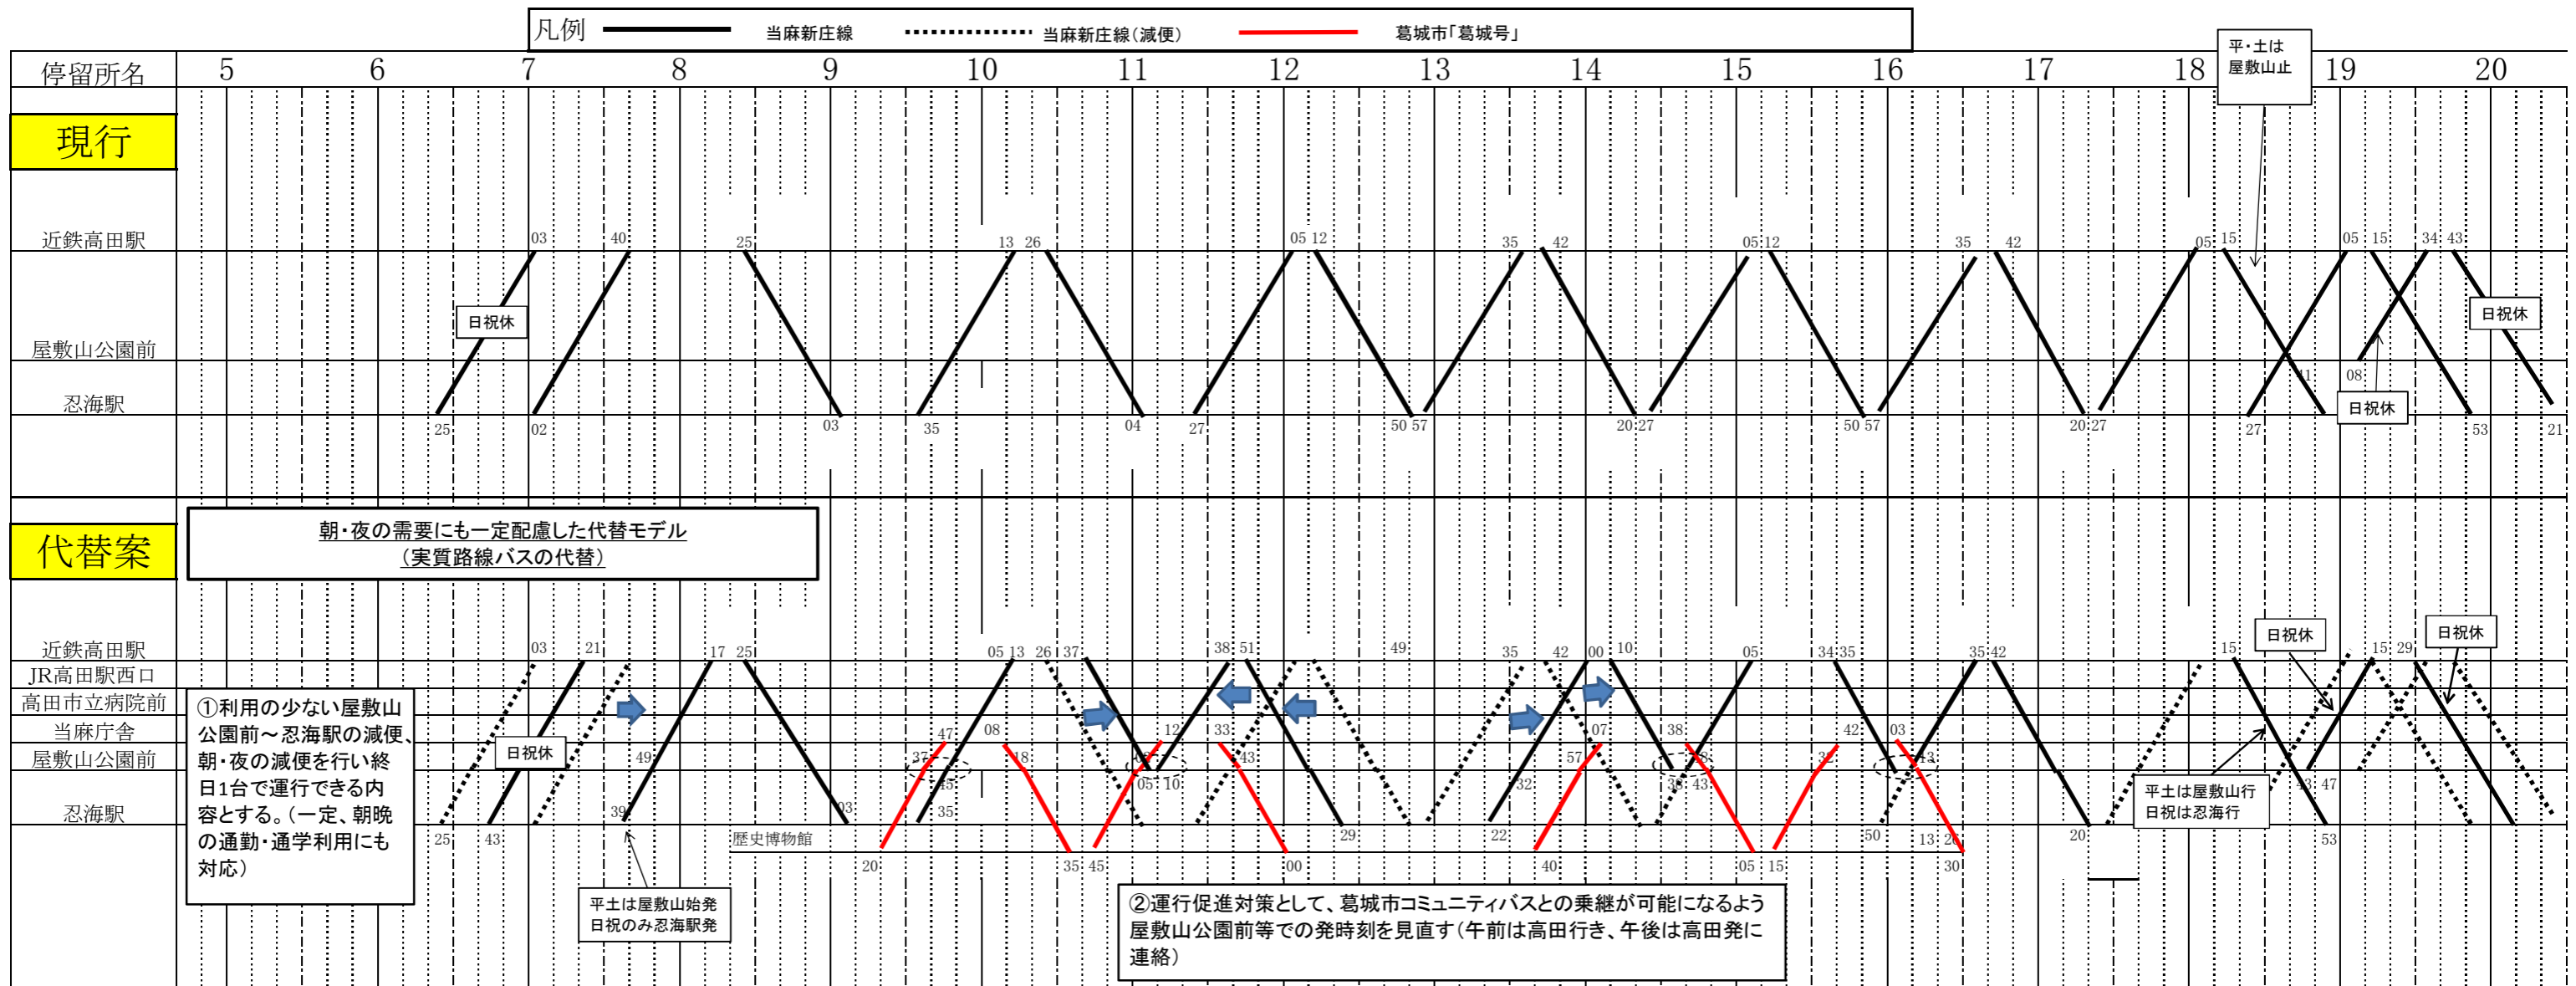 凡例 当麻新庄線 当麻新庄線(減便) 葛城市「葛城号」
停留所名 5 6 7 8 9 10 11 12 13 14 15 16 17 18 19 20
平・土は
屋敷山止
現行
近鉄高田駅 03 40 25 13 26 05 12 35 42 05 12 35 42 05 15 05 15 34 43
日祝休
日祝休
屋敷山公園前
41 08
日祝休
忍海駅
25 02 03 35 04 27 50 57 20 27 50 57 20 27 27 53 21
代替案
朝・夜の需要にも一定配慮した代替モデル
(実質路線バスの代替)
日祝休
日祝休
近鉄高田駅 03 21 17 25 05 13 26 37 38 51 49 35 42 00 10 05 34 35 35 42 15 15 29
JR高田駅西口
高田市立病院前
当麻庁舎
47 08 12 33 07 38 42 03
屋敷山公園前
日祝休
49 37 18 43 57 32 13
45 05 10 32 38 43 43 47
忍海駅
39 03 35
25 43 29 22 50 20 53
①利用の少ない屋敷山
公園前～忍海駅の減便、
朝・夜の減便を行い終
日1台で運行できる内
容とする。(一定、朝晩
の通勤・通学利用にも
対応)
平土は屋敷山行
日祝は忍海行
歴史博物館
13
20 35 45 00 40 05 15 30
平土は屋敷山始発
日祝のみ忍海駅発
②運行促進対策として、葛城市コミュニティバスとの乗継が可能になるよう
屋敷山公園前等での発時刻を見直す(午前は高田行き、午後は高田発に
連絡)